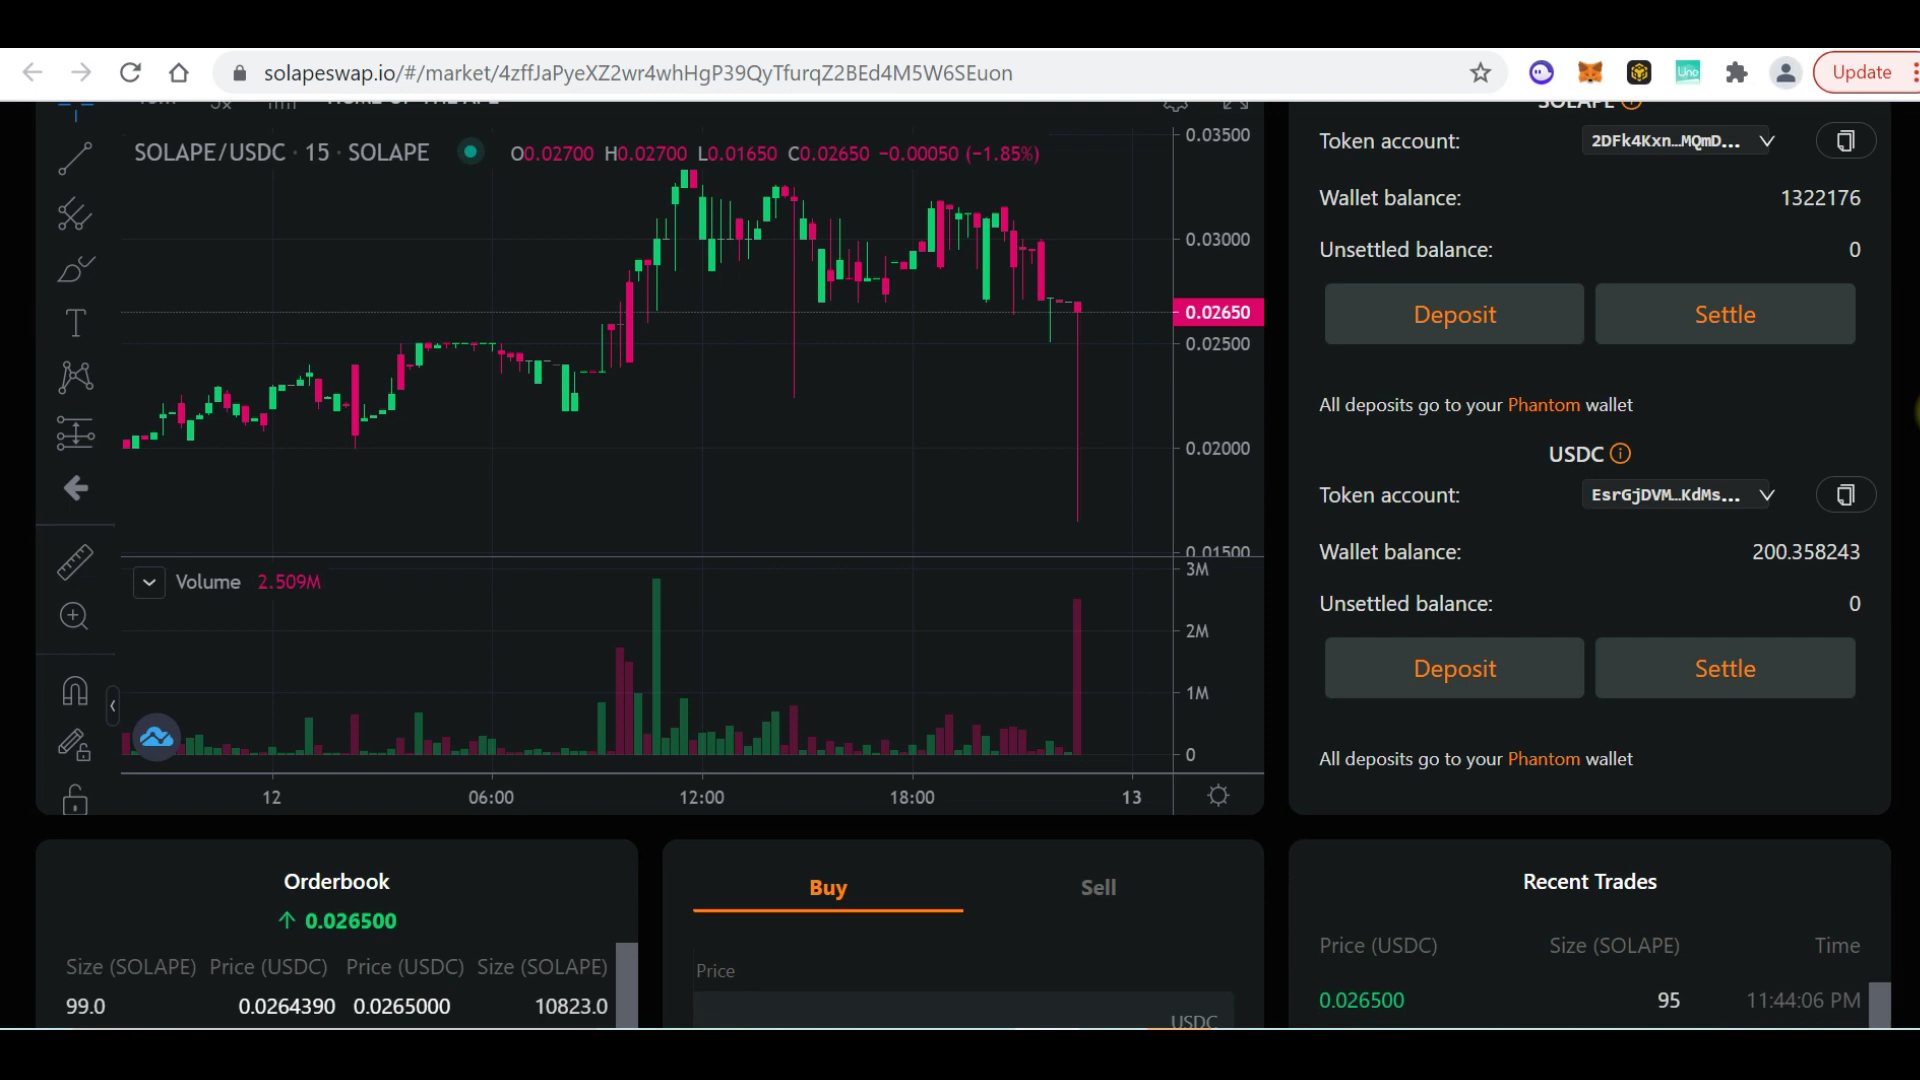 solapeswap.io/#/market/4zffJaPyeXZ2wr4whHgP39QyTfurqZ2BEd4M5W6SEuon
Update
SOLAPE/USDC · 15 · SOLAPE
O0.02700 H0.02700 L0.01650 C0.02650 −0.00050 (−1.85%)
0.03500
0.03000
0.02650
0.02500
0.02000
0.01500
Volume 2.509M
3M
2M
1M
0
12
06:00
12:00
18:00
13
SOLAPE
Token account:
2DFk4Kxn…MQmD...
Wallet balance:
1322176
Unsettled balance:
0
Deposit
Settle
All deposits go to your Phantom wallet
USDC
Token account:
EsrGjDVM…KdMs...
Wallet balance:
200.358243
Unsettled balance:
0
Deposit
Settle
All deposits go to your Phantom wallet
Orderbook
0.026500
Size (SOLAPE) Price (USDC) Price (USDC) Size (SOLAPE)
99.0 0.0264390 0.0265000 10823.0
Buy
Sell
Price
USDC
Recent Trades
Price (USDC) Size (SOLAPE) Time
0.026500 95 11:44:06 PM